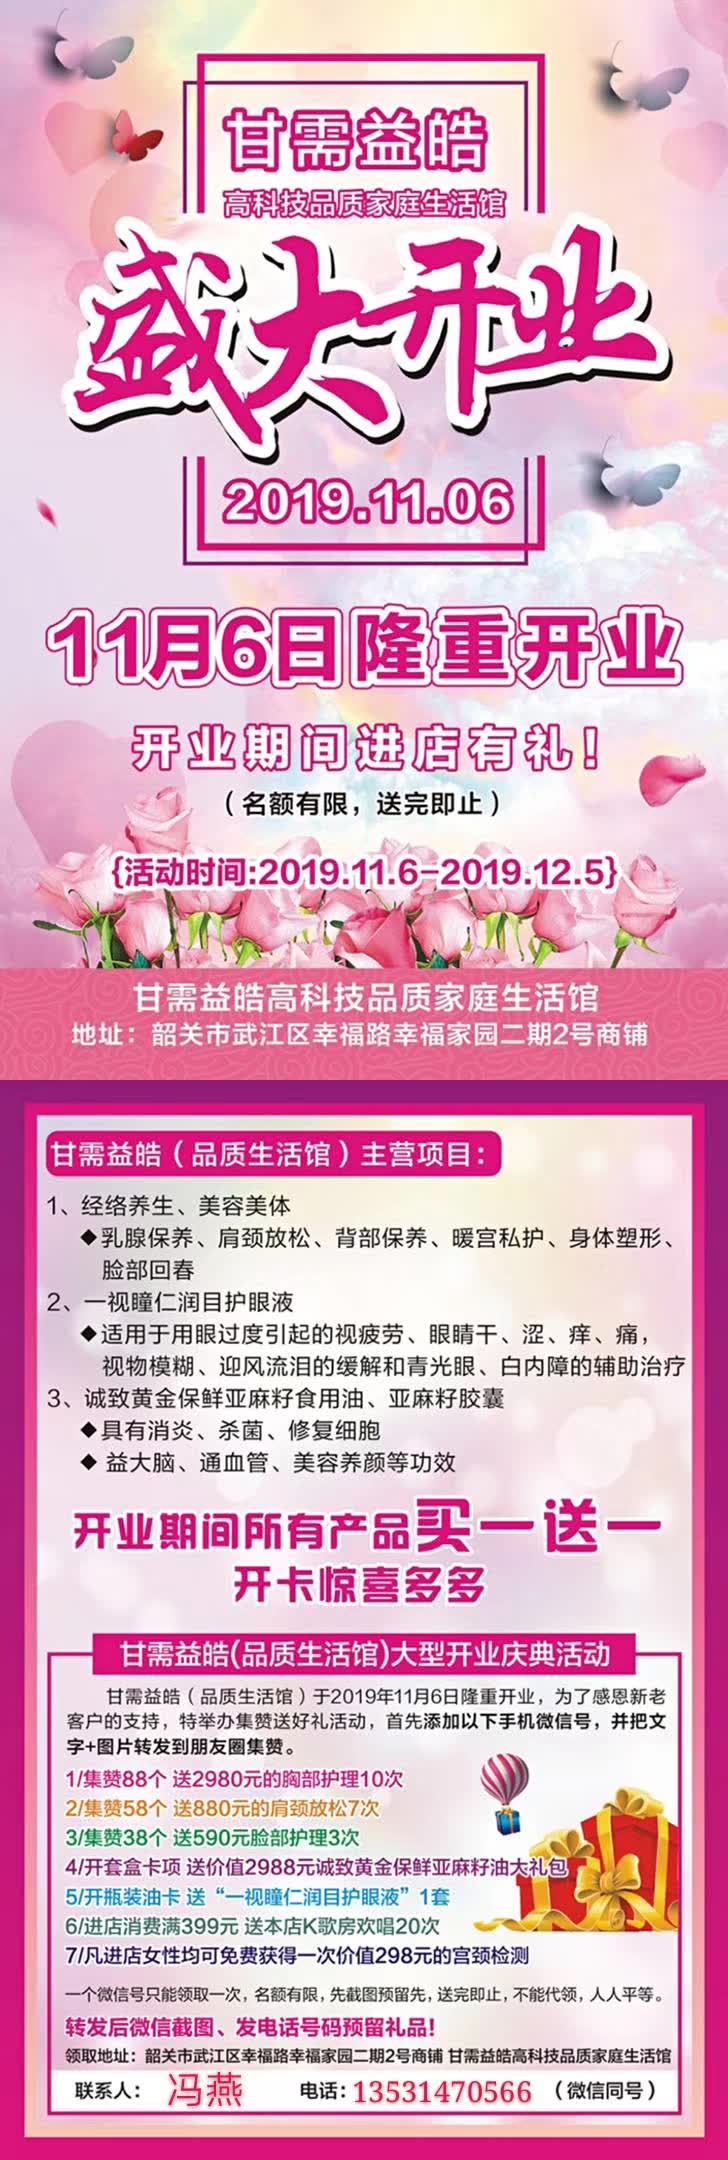 甘需益皓
高科技品质家庭生活馆
盛大开业
2019.11.06
11月6日隆重开业
开业期间进店有礼！
（名额有限，送完即止）
{活动时间:2019.11.6-2019.12.5}
甘需益皓高科技品质家庭生活馆
地址：韶关市武江区幸福路幸福家园二期2号商铺
甘需益皓（品质生活馆）主营项目：
1、经络养生、美容美体
◆乳腺保养、肩颈放松、背部保养、暖宫私护、身体塑形、
脸部回春
2、一视瞳仁润目护眼液
◆适用于用眼过度引起的视疲劳、眼睛干、涩、痒、痛，
视物模糊、迎风流泪的缓解和青光眼、白内障的辅助治疗
3、诚致黄金保鲜亚麻籽食用油、亚麻籽胶囊
◆具有消炎、杀菌、修复细胞
◆ 益大脑、通血管、美容养颜等功效
开业期间所有产品买一送一
开卡惊喜多多
甘需益皓(品质生活馆)大型开业庆典活动
甘需益皓（品质生活馆）于2019年11月6日隆重开业，为了感恩新老
客户的支持，特举办集赞送好礼活动，首先添加以下手机微信号，并把文
字+图片转发到朋友圈集赞。
1/集赞88个 送2980元的胸部护理10次
2/集赞58个 送880元的肩颈放松7次
3/集赞38个 送590元脸部护理3次
4/开套盒卡项 送价值2988元诚致黄金保鲜亚麻籽油大礼包
5/开瓶装油卡 送“一视瞳仁润目护眼液”1套
6/进店消费满399元 送本店K歌房欢唱20次
7/凡进店女性均可免费获得一次价值298元的宫颈检测
一个微信号只能领取一次，名额有限，先截图预留先，送完即止，不能代领，人人平等。
转发后微信截图、发电话号码预留礼品！
领取地址：韶关市武江区幸福路幸福家园二期2号商铺 甘需益皓高科技品质家庭生活馆
联系人：冯燕 电话：13531470566 （微信同号）